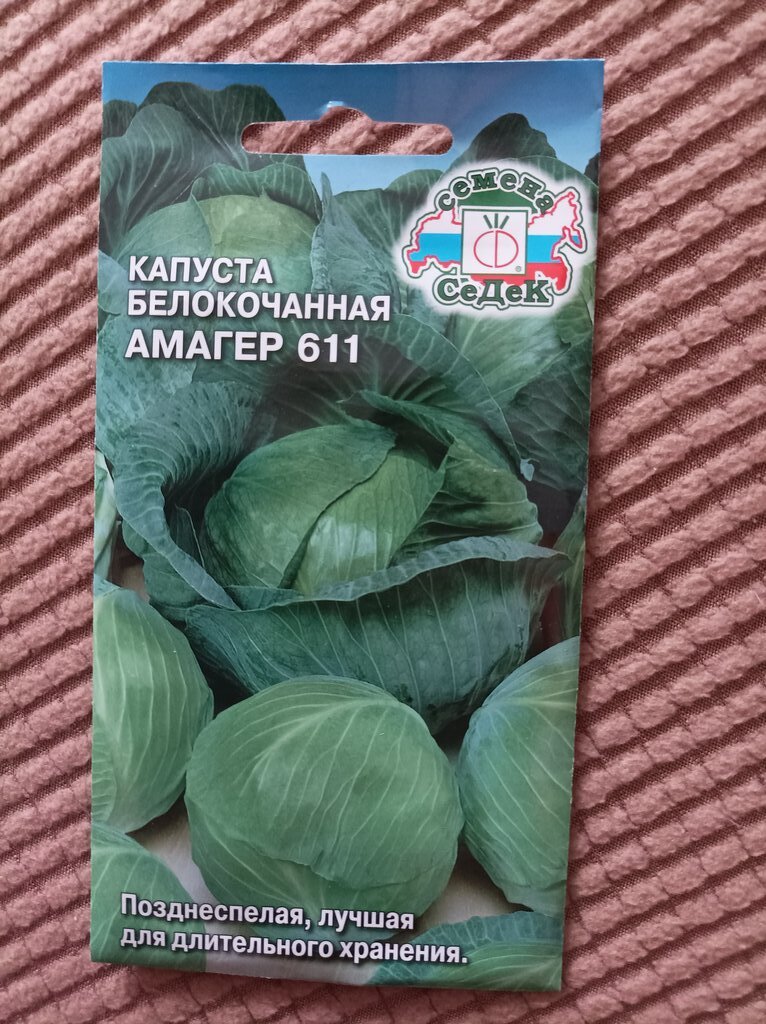 семена
СеДеК
КАПУСТА
БЕЛОКОЧАННАЯ
АМАГЕР 611
Позднеспелая, лучшая
для длительного хранения.